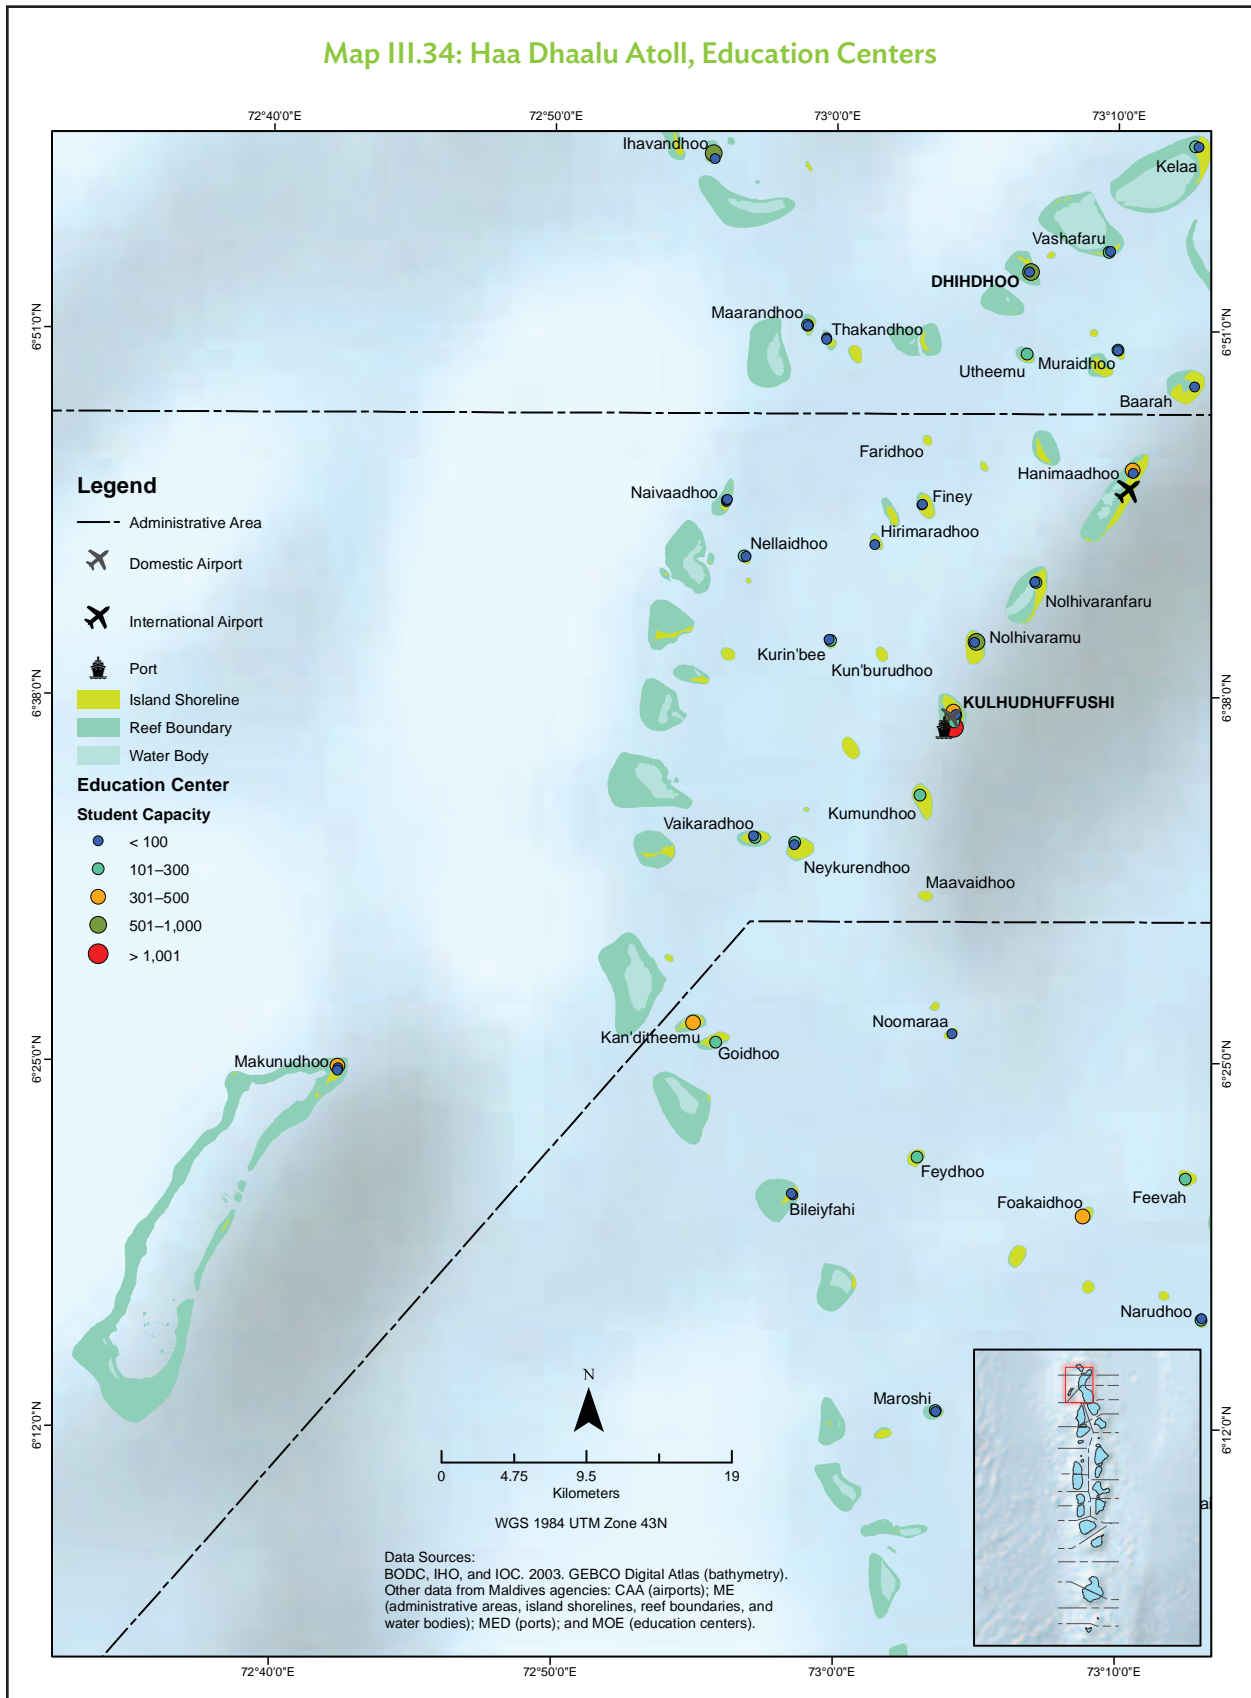 Map III.34: Haa Dhaalu Atoll, Education Centers
72°40'0"E
72°50'0"E
73°0'0"E
73°10'0"E
Ihavandhoo
Kelaa
Vashafaru
DHIHDHOO
Maarandhoo
Thakandhoo
6°51'0"N
6°51'0"N
Utheemu
Muraidhoo
Baarah
Faridhoo
Hanimaadhoo
Legend
Naivaadhoo
Finey
Administrative Area
Hirimaradhoo
Nellaidhoo
Domestic Airport
International Airport
Nolhivaranfaru
Nolhivaramu
Kurin'bee
Kun'burudhoo
Port
6°38'0"N
6°38'0"N
Island Shoreline
KULHUDHUFFUSHI
Reef Boundary
Water Body
Education Center
Student Capacity
Kumundhoo
Vaikaradhoo
< 100
Neykurendhoo
101–300
Maavaidhoo
301–500
501–1,000
> 1,001
Noomaraa
Kan'ditheemu
Goidhoo
Makunudhoo
6°25'0"N
6°25'0"N
Feydhoo
Feevah
Foakaidhoo
Bileiyfahi
Narudhoo
N
Maroshi
6°12'0"N
6°12'0"N
0 4.75 9.5 19
Kilometers
ai
WGS 1984 UTM Zone 43N
Data Sources:
BODC, IHO, and IOC. 2003. GEBCO Digital Atlas (bathymetry).
Other data from Maldives agencies: CAA (airports); ME
(administrative areas, island shorelines, reef boundaries, and
water bodies); MED (ports); and MOE (education centers).
72°40'0"E
72°50'0"E
73°0'0"E
73°10'0"E